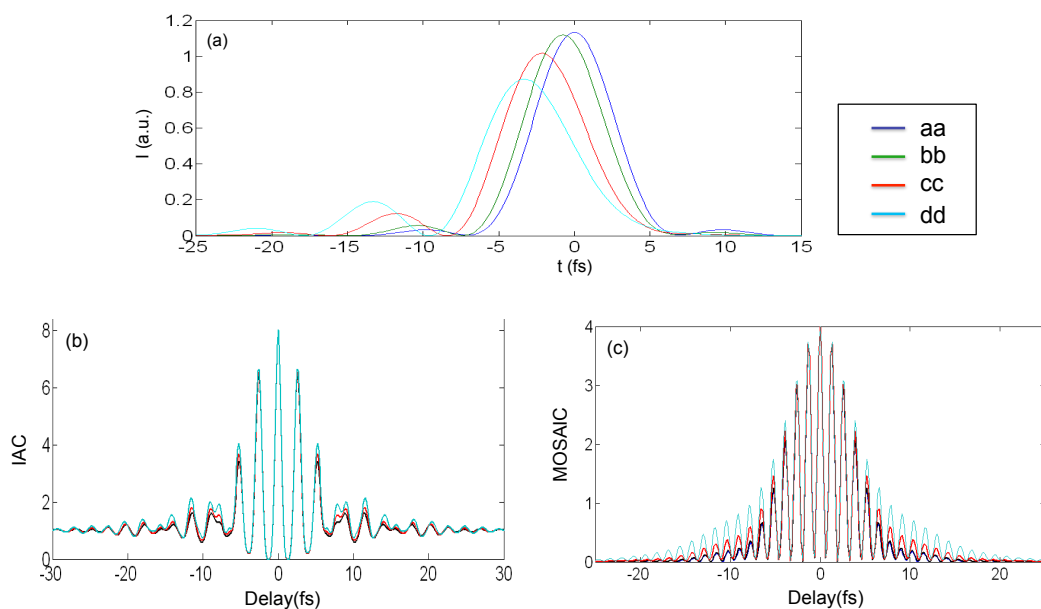 (a)
I (a.u.)
1.2
1
0.8
0.6
0.4
0.2
0
-25 -20 -15 -10 -5 0 5 10 15
t (fs)
aa
bb
cc
dd
(b)
IAC
8
6
4
2
0
-30 -20 -10 0 10 20 30
Delay(fs)
(c)
MOSAIC
4
3
2
1
0
-20 -10 0 10 20
Delay(fs)